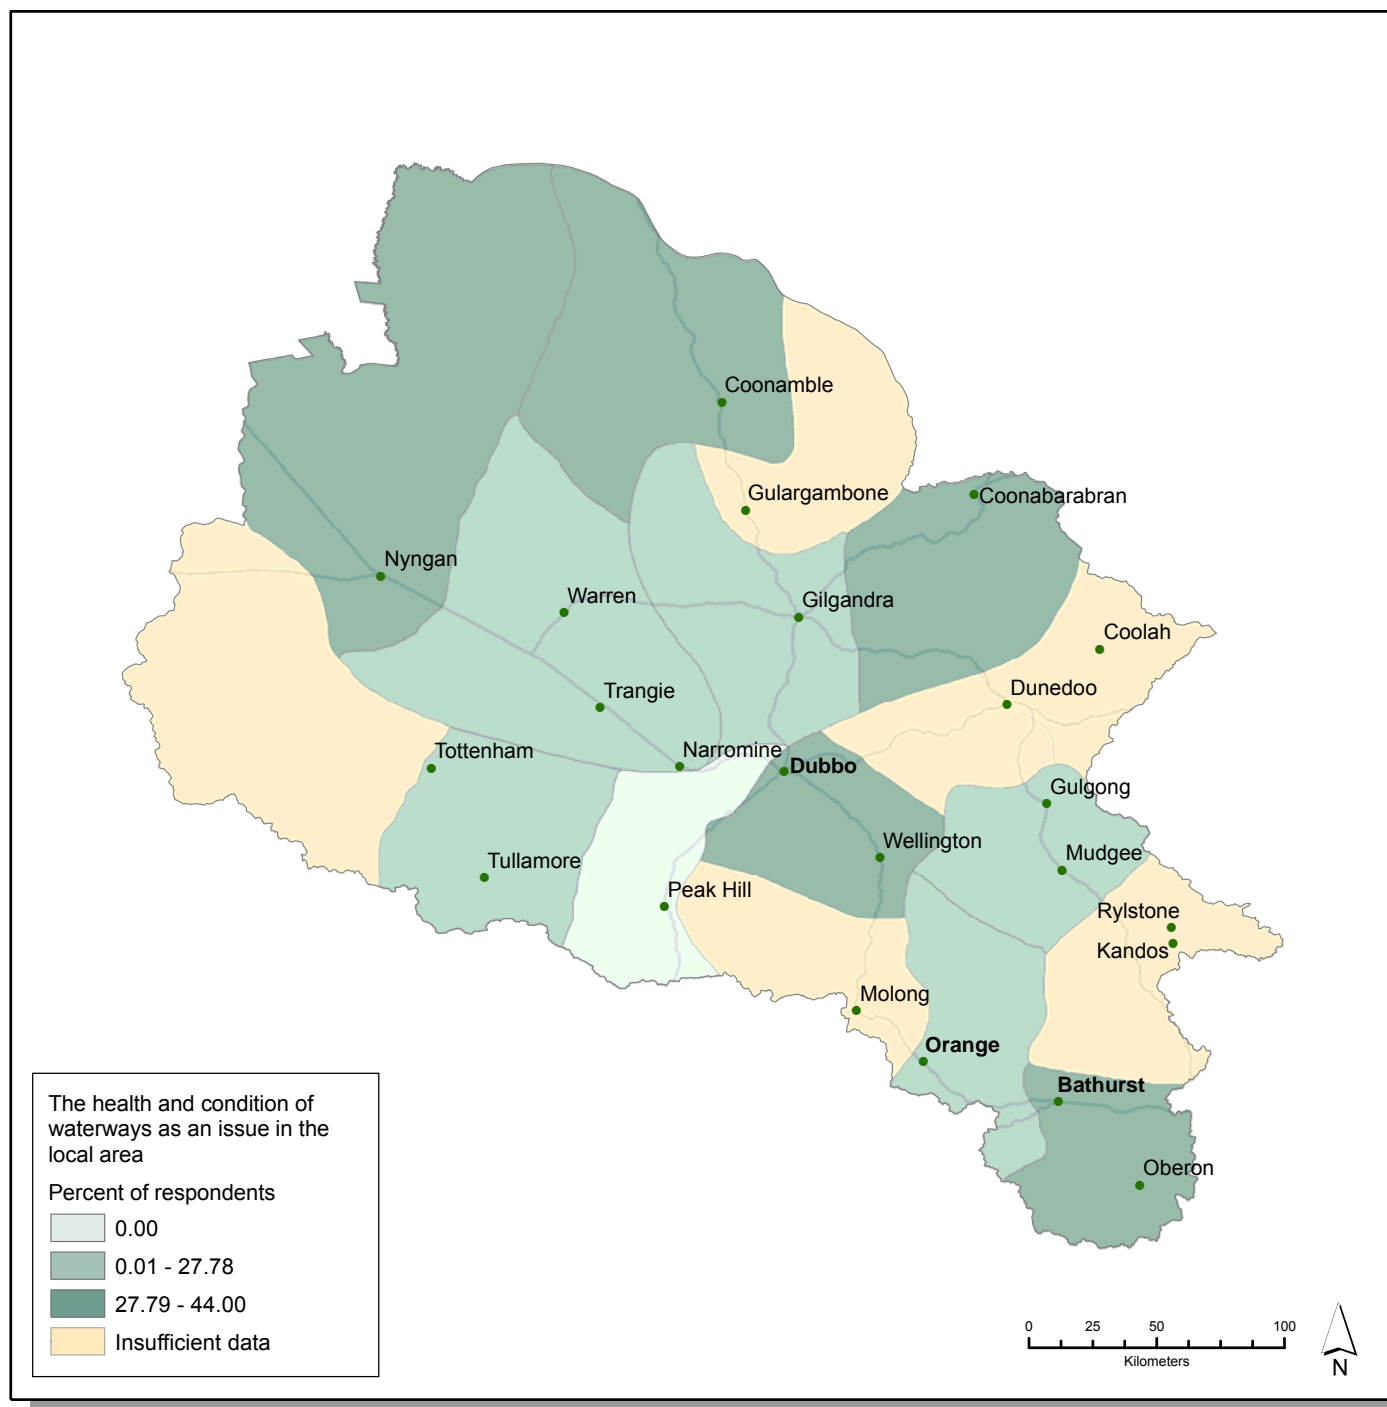 Coonamble
Gulargambone
Coonabarabran
Nyngan
Warren
Gilgandra
Coolah
Trangie
Dunedoo
Tottenham
Narromine
Dubbo
Gulgong
Wellington
Mudgee
Tullamore
Peak Hill
Rylstone
Kandos
Molong
Orange
Bathurst
Oberon
The health and condition of
waterways as an issue in the
local area
Percent of respondents
0.00
0.01 - 27.78
27.79 - 44.00
Insufficient data
0 25 50 100
Kilometers
N